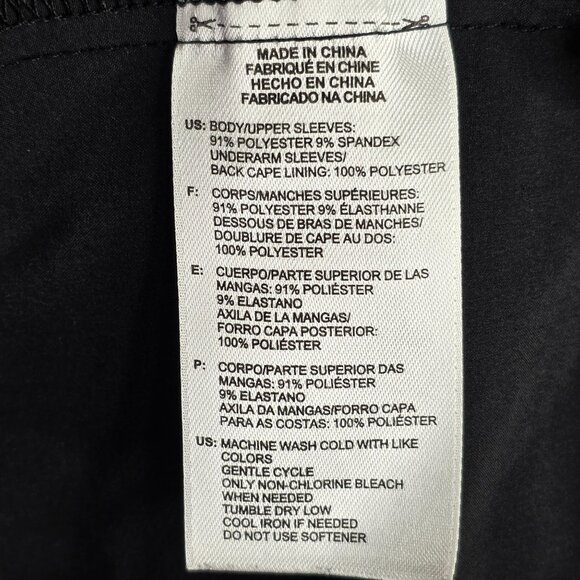 MADE IN CHINA
FABRIQUÉ EN CHINE
HECHO EN CHINA
FABRICADO NA CHINA
US: BODY/UPPER SLEEVES:
91% POLYESTER 9% SPANDEX
UNDERARM SLEEVES/
BACK CAPE LINING: 100% POLYESTER
F: CORPS/MANCHES SUPÉRIEURES:
91% POLYESTER 9% ÉLASTHANNE
DESSOUS DE BRAS DE MANCHES/
DOUBLURE DE CAPE AU DOS:
100% POLYESTER
E: CUERPO/PARTE SUPERIOR DE LAS
MANGAS: 91% POLIÉSTER
9% ELASTANO
AXILA DE LA MANGAS/
FORRO CAPA POSTERIOR:
100% POLIÉSTER
P: CORPO/PARTE SUPERIOR DAS
MANGAS: 91% POLIÉSTER
9% ELASTANO
AXILA DA MANGAS/FORRO CAPA
PARA AS COSTAS: 100% POLIÉSTER
US: MACHINE WASH COLD WITH LIKE
COLORS
GENTLE CYCLE
ONLY NON-CHLORINE BLEACH
WHEN NEEDED
TUMBLE DRY LOW
COOL IRON IF NEEDED
DO NOT USE SOFTENER